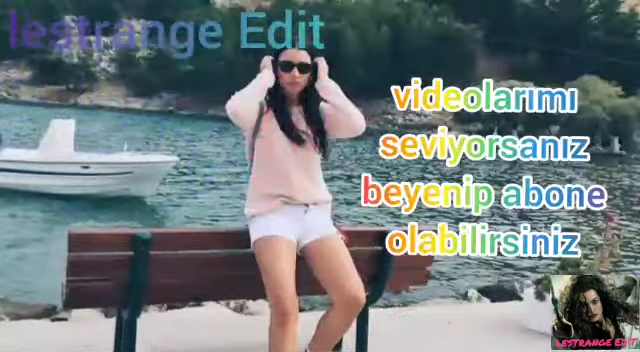 lestrange Edit
videolarımı
seviyorsanız
beyenip abone
olabilirsiniz
LESTRANGE EDIT